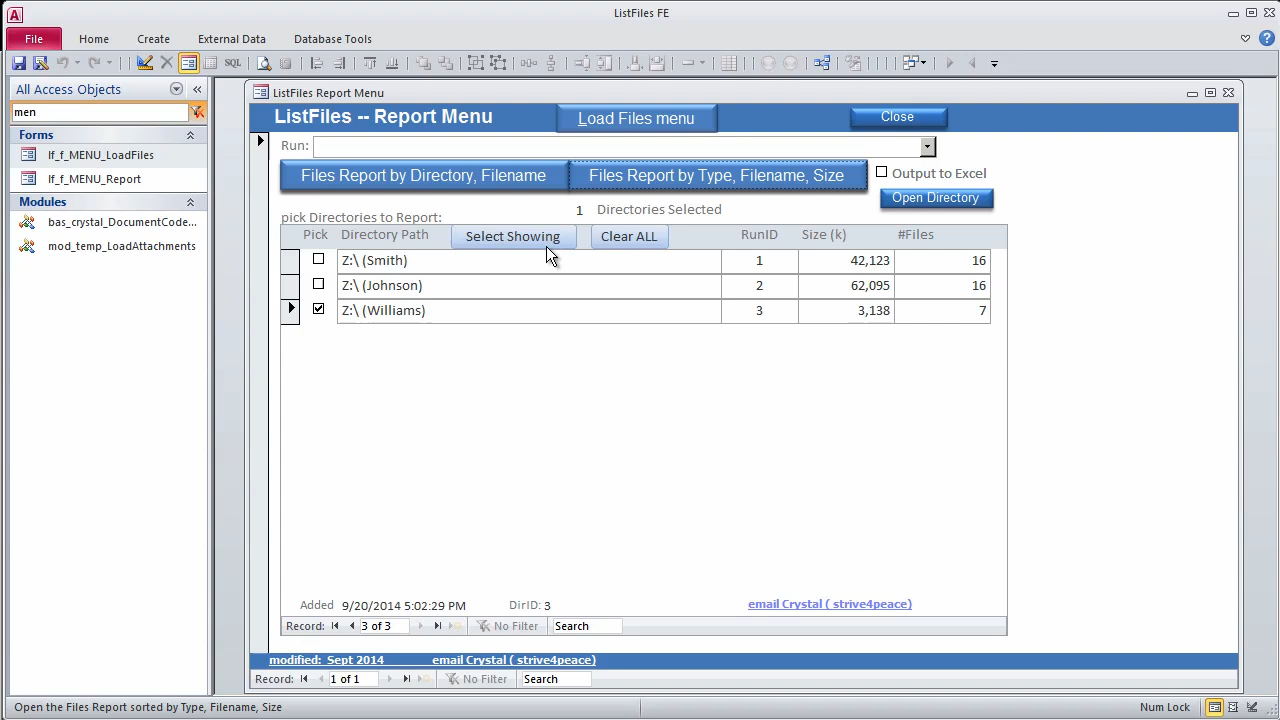 ListFiles FE
File Home Create External Data Database Tools
SQL
All Access Objects
men
Forms
lf_f_MENU_LoadFiles
lf_f_MENU_Report
Modules
bas_crystal_DocumentCode...
mod_temp_LoadAttachments
ListFiles Report Menu
ListFiles -- Report Menu Load Files menu Close
Run:
Files Report by Directory, Filename Files Report by Type, Filename, Size Output to Excel
Open Directory
pick Directories to Report: 1 Directories Selected
Pick Directory Path Select Showing Clear ALL RunID Size (k) #Files
Z:\ (Smith) 1 42,123 16
Z:\ (Johnson) 2 62,095 16
Z:\ (Williams) 3 3,138 7
Added 9/20/2014 5:02:29 PM DirID: 3 email Crystal ( strive4peace)
Record: 3 of 3 No Filter Search
modified: Sept 2014 email Crystal ( strive4peace)
Record: 1 of 1 No Filter Search
Open the Files Report sorted by Type, Filename, Size Num Lock